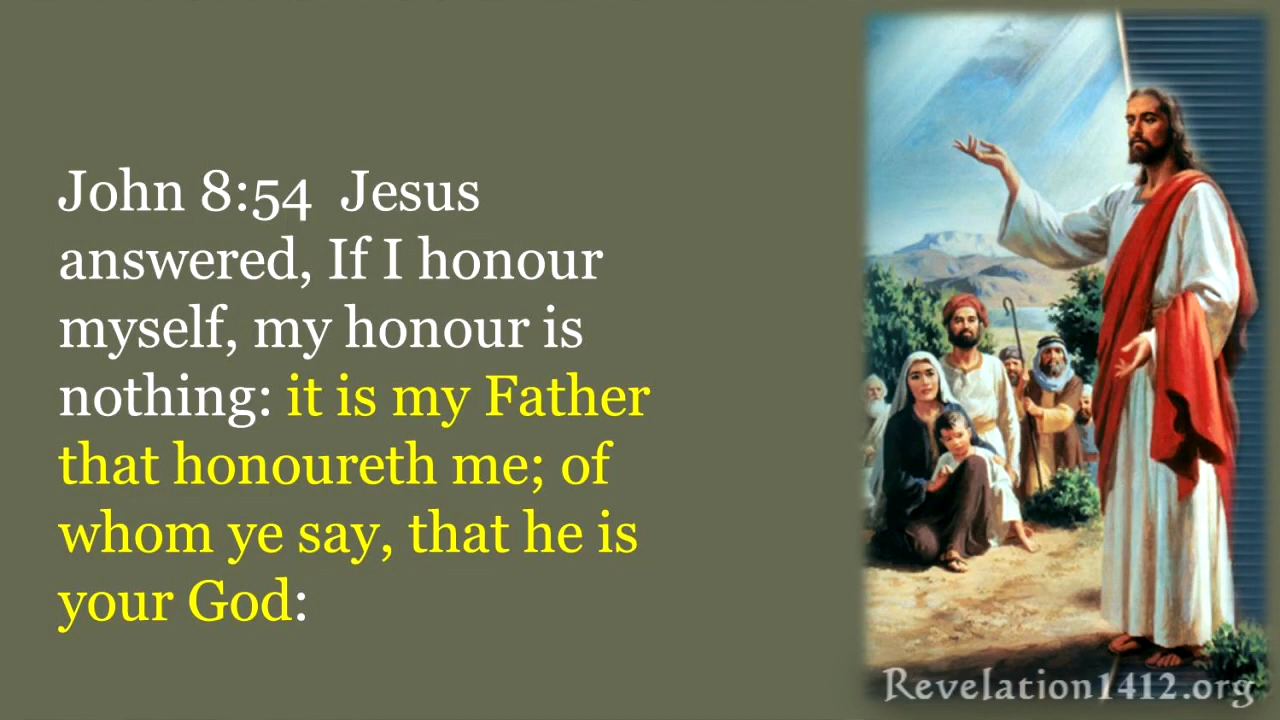 John 8:54  Jesus
answered, If I honour
myself, my honour is
nothing: it is my Father
that honoureth me; of
whom ye say, that he is
your God:
Revelation1412.org